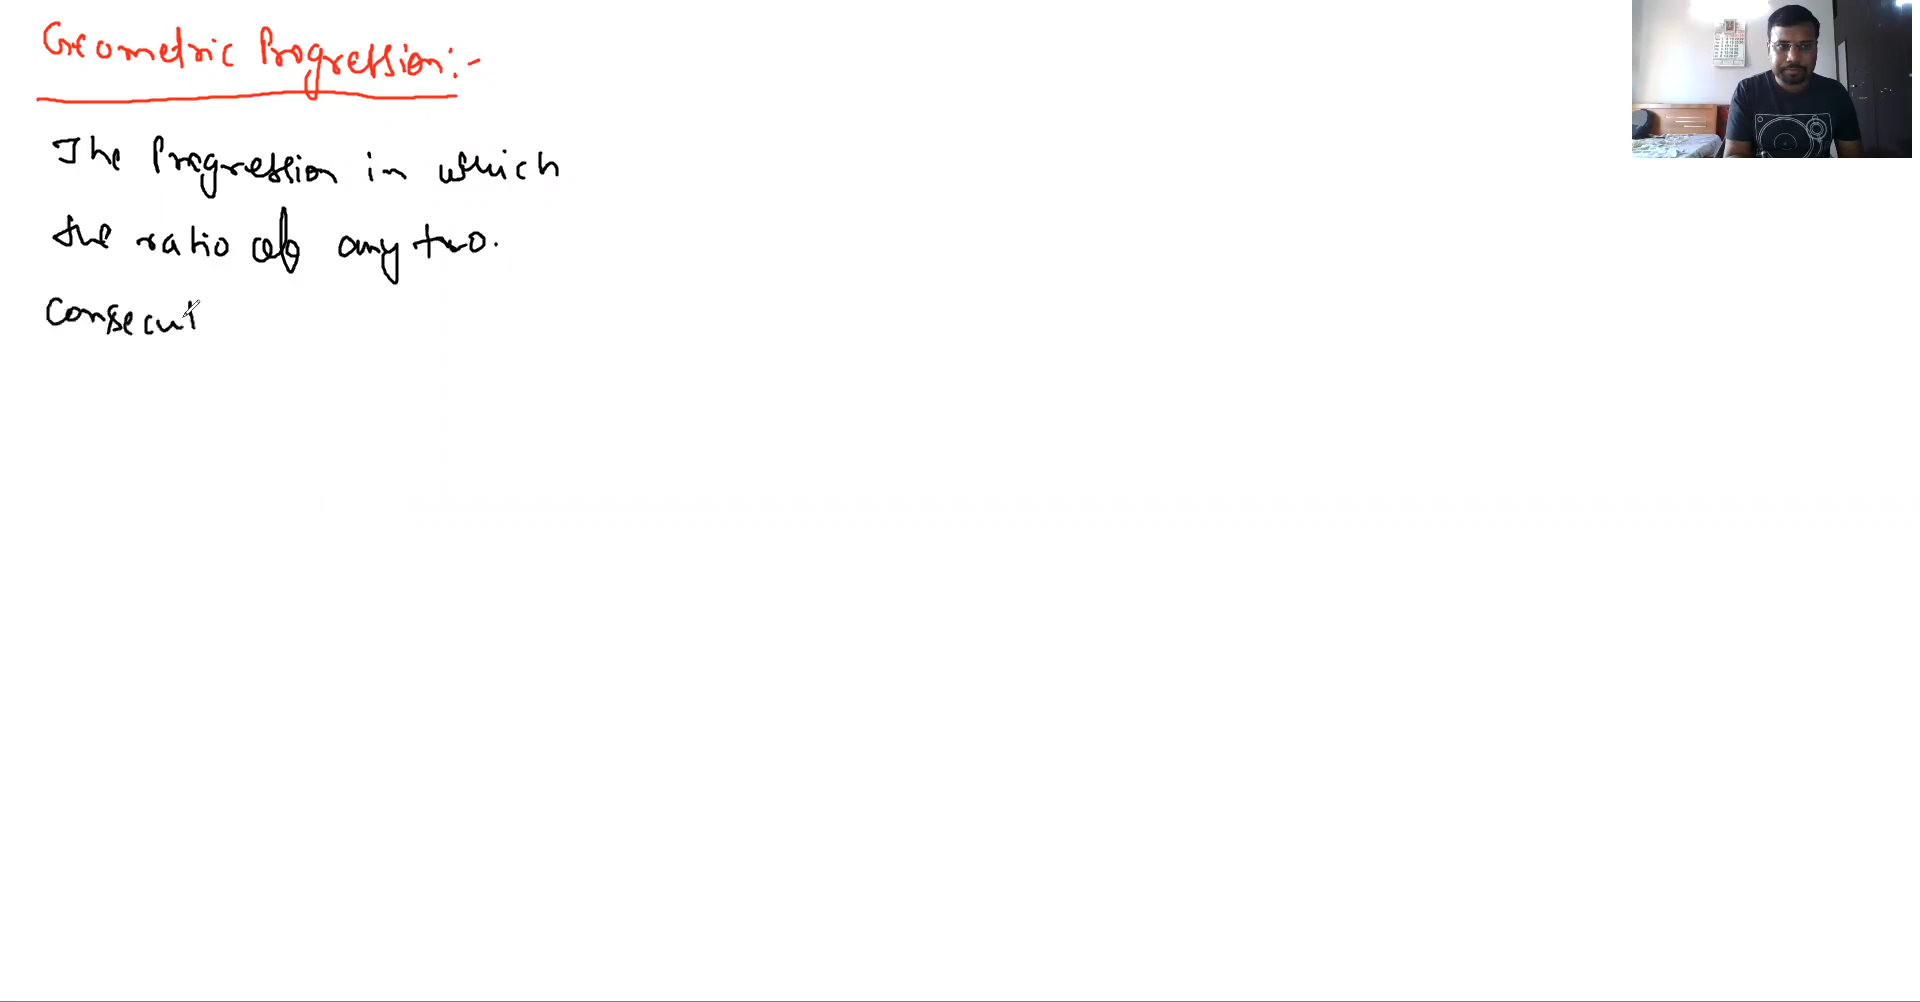 Geometric Progression:-
The Progression in which
the ratio of any two.
Consecut